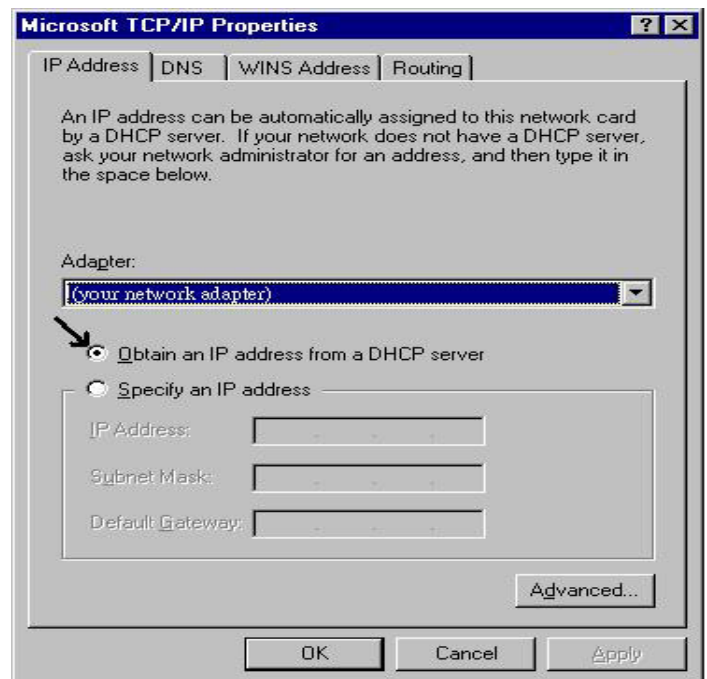 Microsoft TCP/IP Properties
IP Address DNS WINS Address Routing
An IP address can be automatically assigned to this network card
by a DHCP server. If your network does not have a DHCP server,
ask your network administrator for an address, and then type it in
the space below.
Adapter:
(your network adapter)
Obtain an IP address from a DHCP server
Specify an IP address
IP Address:
Subnet Mask:
Default Gateway:
Advanced...
OK Cancel Apply